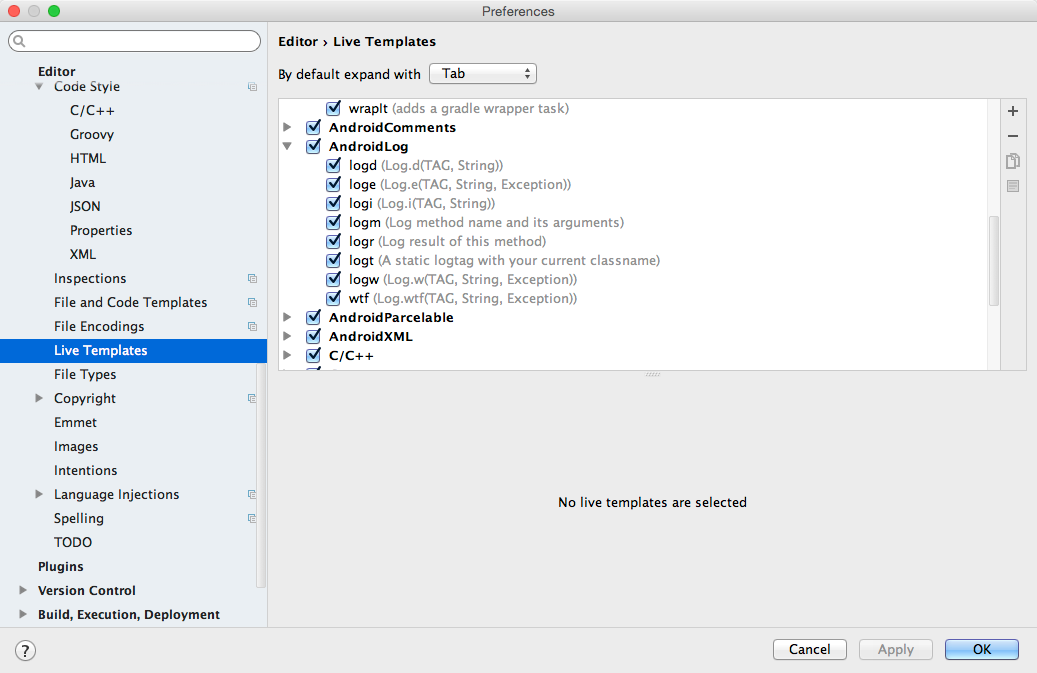 Preferences
Editor
Code Style
C/C++
Groovy
HTML
Java
JSON
Properties
XML
Inspections
File and Code Templates
File Encodings
Live Templates
File Types
Copyright
Emmet
Images
Intentions
Language Injections
Spelling
TODO
Plugins
Version Control
Build, Execution, Deployment
Editor › Live Templates
By default expand with Tab
wrapIt (adds a gradle wrapper task)
AndroidComments
AndroidLog
logd (Log.d(TAG, String))
loge (Log.e(TAG, String, Exception))
logi (Log.i(TAG, String))
logm (Log method name and its arguments)
logr (Log result of this method)
logt (A static logtag with your current classname)
logw (Log.w(TAG, String, Exception))
wtf (Log.wtf(TAG, String, Exception))
AndroidParcelable
AndroidXML
C/C++
No live templates are selected
?
Cancel
Apply
OK